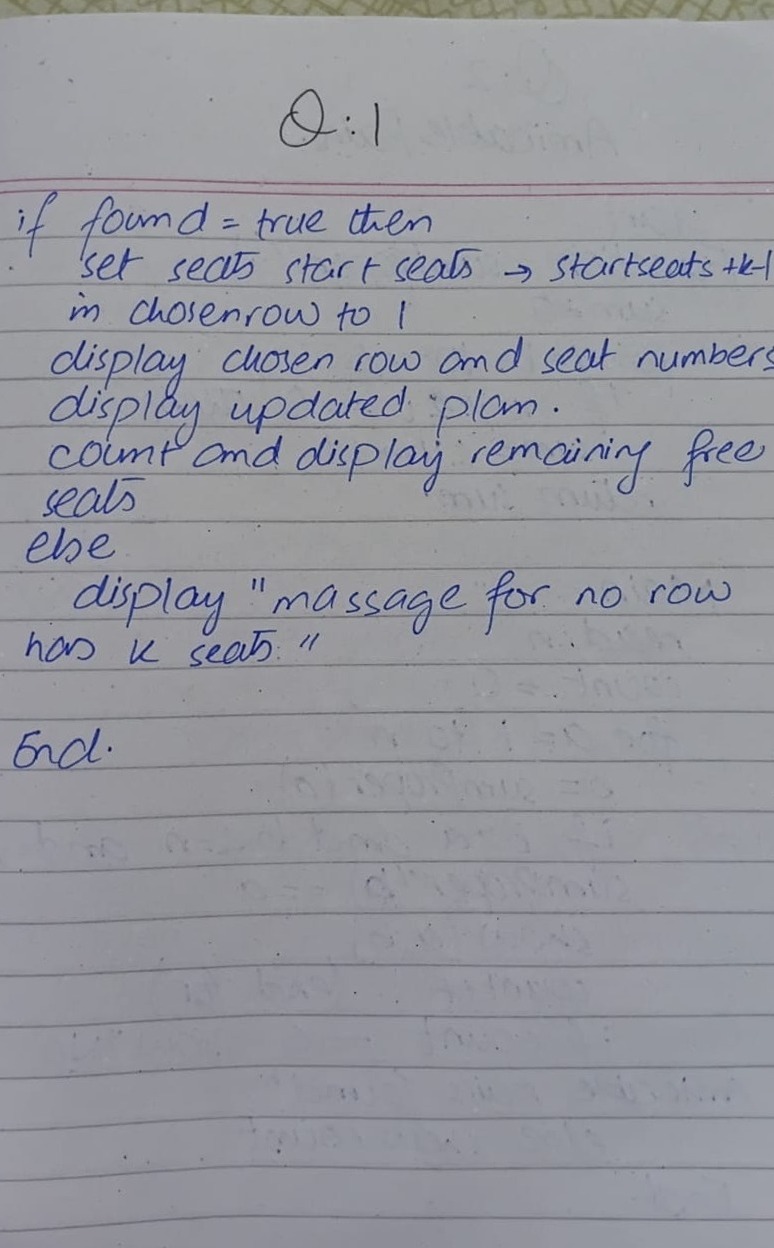 Q:1
if found = true then
set seats start seats → startseats +k-1
in chosenrow to 1
display chosen row and seat numbers
display updated plan.
count and display remaining free
seats
else
display "massage for no row
has k seats."
End.